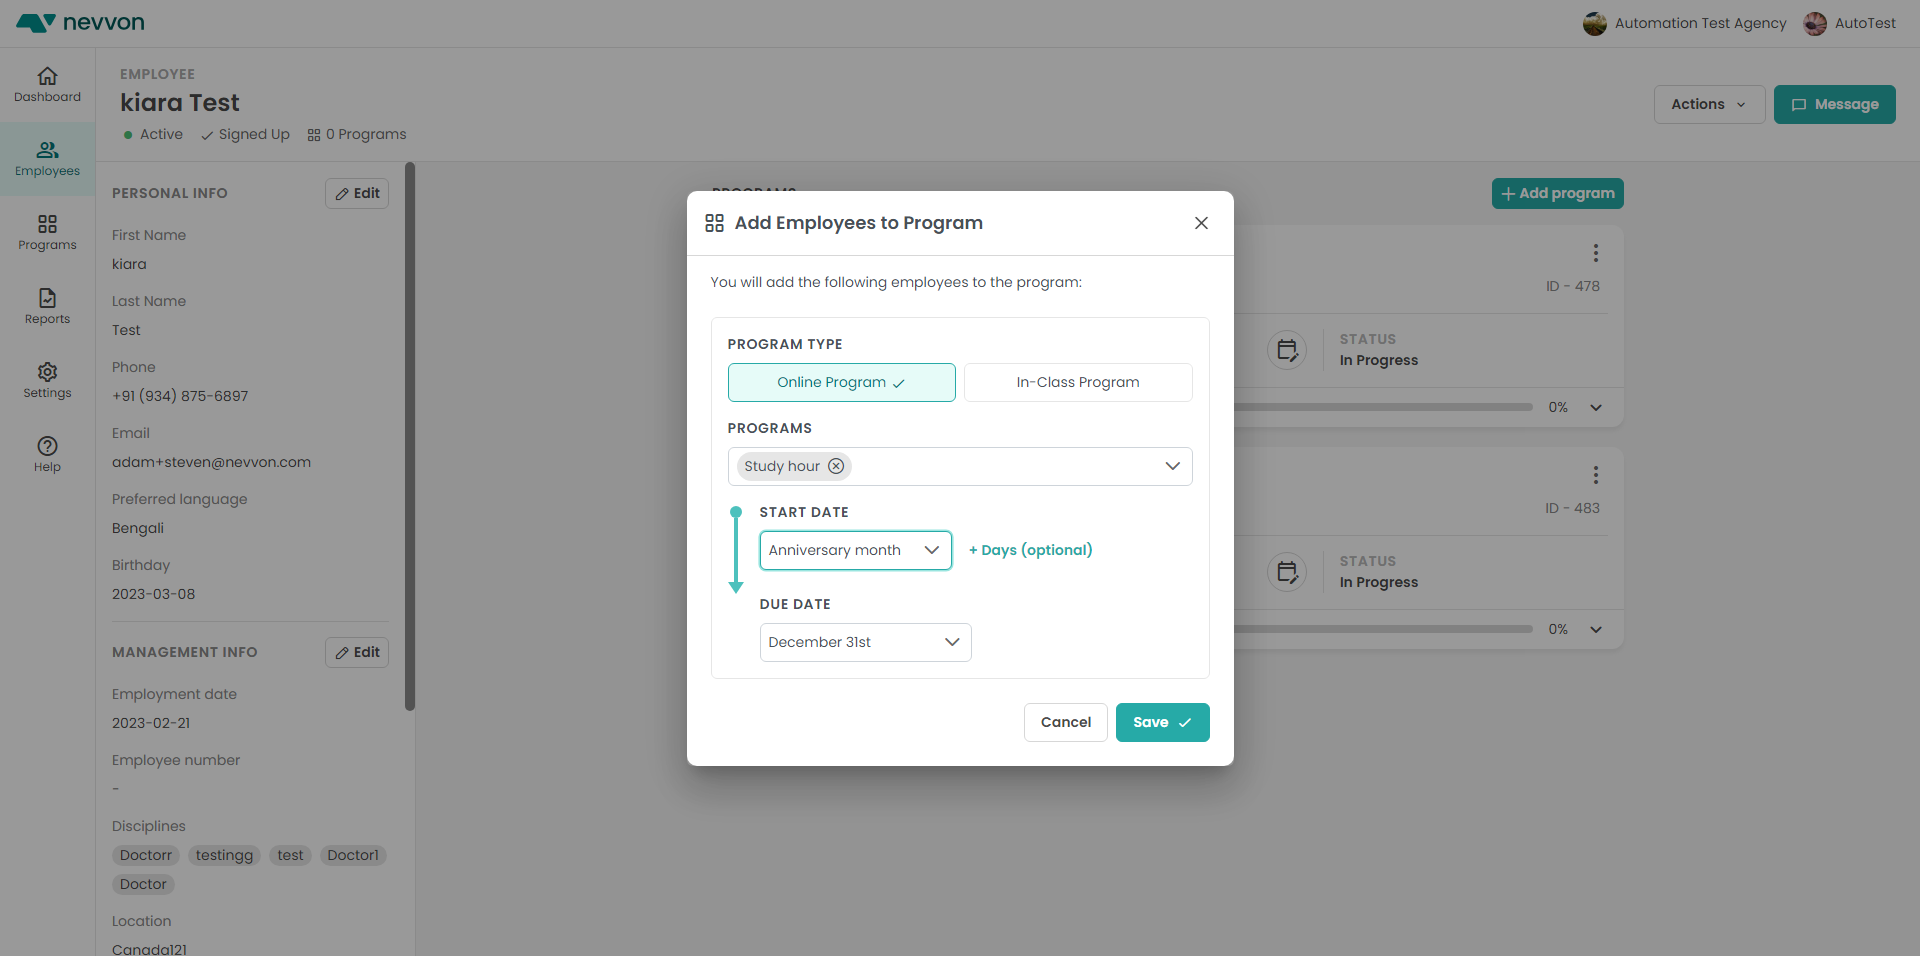 nevvon
Automation Test Agency
AutoTest
Dashboard
Employees
Programs
Reports
Settings
Help
EMPLOYEE
kiara Test
Active
Signed Up
0 Programs
Actions
Message
PERSONAL INFO
Edit
First Name
kiara
Last Name
Test
Phone
+91 (934) 875-6897
Email
adam+steven@nevvon.com
Preferred language
Bengali
Birthday
2023-03-08
MANAGEMENT INFO
Edit
Employment date
2023-02-21
Employee number
-
Disciplines
Doctorr testingg test Doctor1
Doctor
Location
Canada121
PROGRAMS
+ Add program
ID - 478
STATUS
In Progress
0%
ID - 483
STATUS
In Progress
0%
Add Employees to Program
You will add the following employees to the program:
PROGRAM TYPE
Online Program
In-Class Program
PROGRAMS
Study hour
START DATE
Anniversary month
+ Days (optional)
DUE DATE
December 31st
Cancel
Save